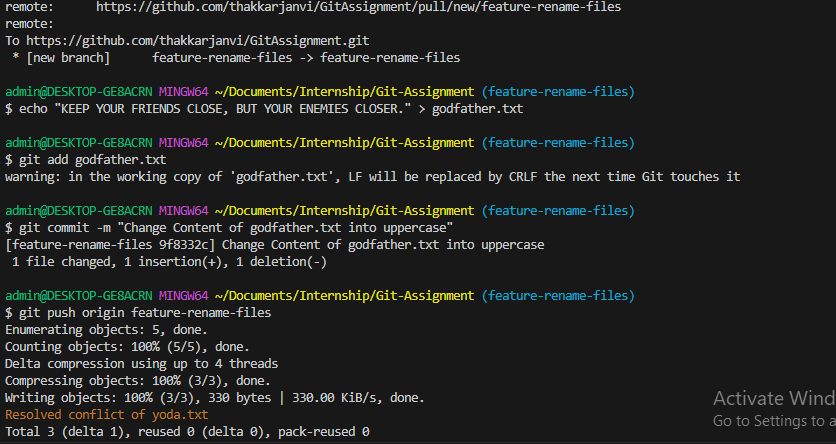 remote:      https://github.com/thakkarjanvi/GitAssignment/pull/new/feature-rename-files
remote:
To https://github.com/thakkarjanvi/GitAssignment.git
 * [new branch]      feature-rename-files -> feature-rename-files
admin@DESKTOP-GE8ACRN MINGW64 ~/Documents/Internship/Git-Assignment (feature-rename-files)
$ echo "KEEP YOUR FRIENDS CLOSE, BUT YOUR ENEMIES CLOSER." > godfather.txt
admin@DESKTOP-GE8ACRN MINGW64 ~/Documents/Internship/Git-Assignment (feature-rename-files)
$ git add godfather.txt
warning: in the working copy of 'godfather.txt', LF will be replaced by CRLF the next time Git touches it
admin@DESKTOP-GE8ACRN MINGW64 ~/Documents/Internship/Git-Assignment (feature-rename-files)
$ git commit -m "Change Content of godfather.txt into uppercase"
[feature-rename-files 9f8332c] Change Content of godfather.txt into uppercase
 1 file changed, 1 insertion(+), 1 deletion(-)
admin@DESKTOP-GE8ACRN MINGW64 ~/Documents/Internship/Git-Assignment (feature-rename-files)
$ git push origin feature-rename-files
Enumerating objects: 5, done.
Counting objects: 100% (5/5), done.
Delta compression using up to 4 threads
Compressing objects: 100% (3/3), done.
Writing objects: 100% (3/3), 330 bytes | 330.00 KiB/s, done.
Resolved conflict of yoda.txt
Total 3 (delta 1), reused 0 (delta 0), pack-reused 0
Activate Wind
Go to Settings to a